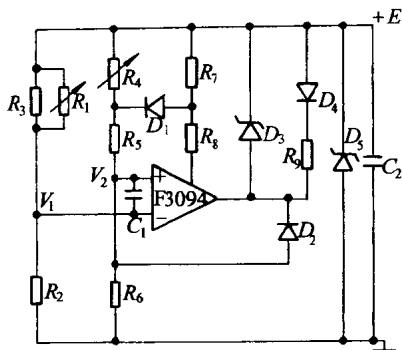 +E
R₃
R₁
R₄
R₇
D₄
D₁
D₃
D₅
R₅
R₈
R₉
C₂
V₂
+
F3094
V₁
C₁
−
D₂
R₂
R₆